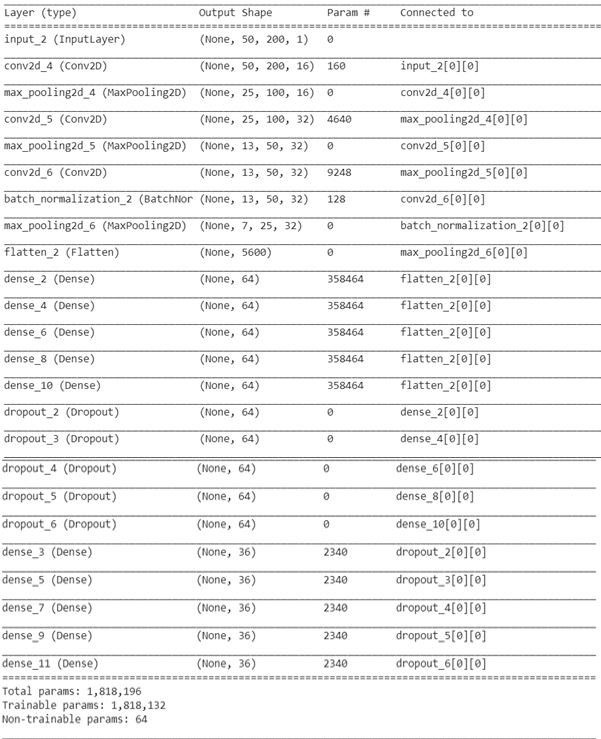 Layer (type) Output Shape Param # Connected to
input_2 (InputLayer) (None, 50, 200, 1) 0
conv2d_4 (Conv2D) (None, 50, 200, 16) 160 input_2[0][0]
max_pooling2d_4 (MaxPooling2D) (None, 25, 100, 16) 0 conv2d_4[0][0]
conv2d_5 (Conv2D) (None, 25, 100, 32) 4640 max_pooling2d_4[0][0]
max_pooling2d_5 (MaxPooling2D) (None, 13, 50, 32) 0 conv2d_5[0][0]
conv2d_6 (Conv2D) (None, 13, 50, 32) 9248 max_pooling2d_5[0][0]
batch_normalization_2 (BatchNor (None, 13, 50, 32) 128 conv2d_6[0][0]
max_pooling2d_6 (MaxPooling2D) (None, 7, 25, 32) 0 batch_normalization_2[0][0]
flatten_2 (Flatten) (None, 5600) 0 max_pooling2d_6[0][0]
dense_2 (Dense) (None, 64) 358464 flatten_2[0][0]
dense_4 (Dense) (None, 64) 358464 flatten_2[0][0]
dense_6 (Dense) (None, 64) 358464 flatten_2[0][0]
dense_8 (Dense) (None, 64) 358464 flatten_2[0][0]
dense_10 (Dense) (None, 64) 358464 flatten_2[0][0]
dropout_2 (Dropout) (None, 64) 0 dense_2[0][0]
dropout_3 (Dropout) (None, 64) 0 dense_4[0][0]
dropout_4 (Dropout) (None, 64) 0 dense_6[0][0]
dropout_5 (Dropout) (None, 64) 0 dense_8[0][0]
dropout_6 (Dropout) (None, 64) 0 dense_10[0][0]
dense_3 (Dense) (None, 36) 2340 dropout_2[0][0]
dense_5 (Dense) (None, 36) 2340 dropout_3[0][0]
dense_7 (Dense) (None, 36) 2340 dropout_4[0][0]
dense_9 (Dense) (None, 36) 2340 dropout_5[0][0]
dense_11 (Dense) (None, 36) 2340 dropout_6[0][0]
Total params: 1,818,196
Trainable params: 1,818,132
Non-trainable params: 64